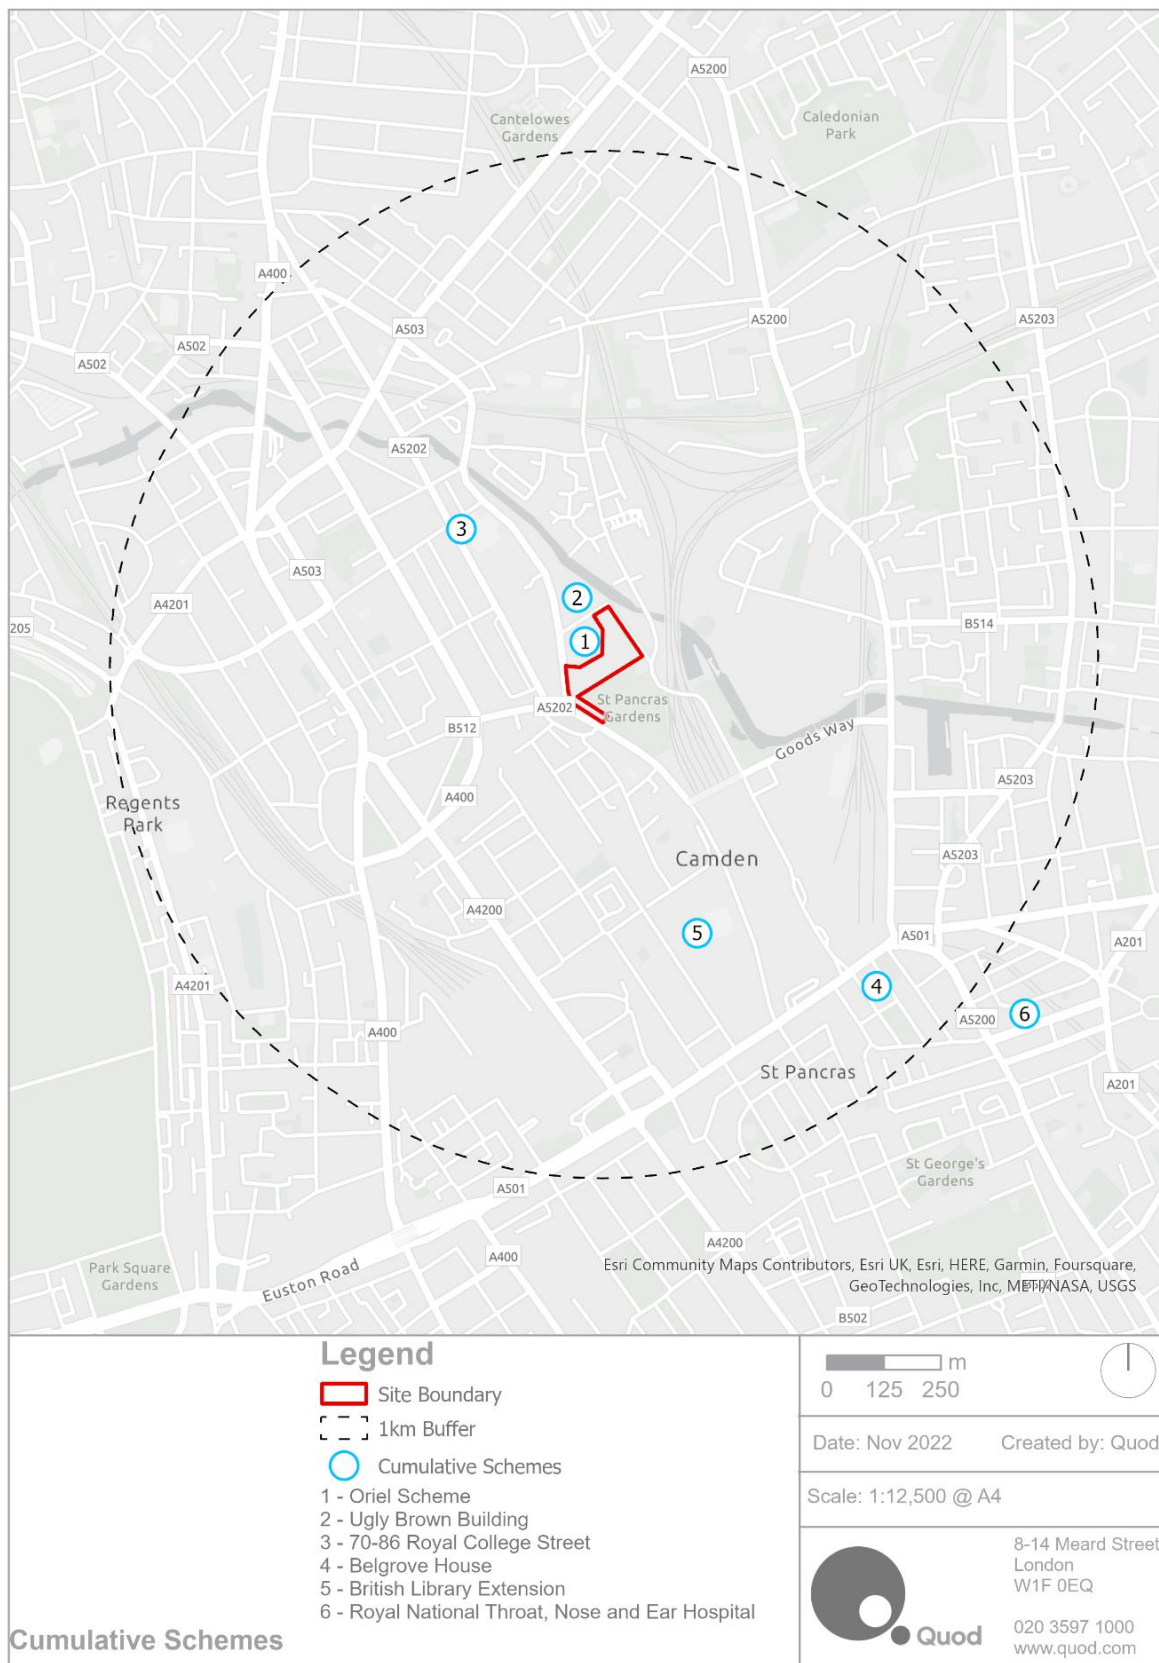 A5200
Cantelowes
Gardens
Caledonian
Park
A400
A503
A5200
A5203
A502
A502
A5202
3
A503
2
A4201
205
1
B514
A5202
St Pancras
Gardens
B512
Goods Way
A5203
A400
Regents
Park
Camden
A5203
A4200
5
A501
A201
A4201
4
6
A5200
A400
St Pancras
A201
St George's
Gardens
A501
A4200
A400
Park Square
Gardens
Euston Road
Esri Community Maps Contributors, Esri UK, Esri, HERE, Garmin, Foursquare,
GeoTechnologies, Inc, METI/NASA, USGS
B502
Legend
Site Boundary
1km Buffer
Cumulative Schemes
1 - Oriel Scheme
2 - Ugly Brown Building
3 - 70-86 Royal College Street
4 - Belgrove House
5 - British Library Extension
6 - Royal National Throat, Nose and Ear Hospital
Cumulative Schemes
m
0 125 250
Date: Nov 2022 Created by: Quod
Scale: 1:12,500 @ A4
Quod
8-14 Meard Street
London
W1F 0EQ
020 3597 1000
www.quod.com